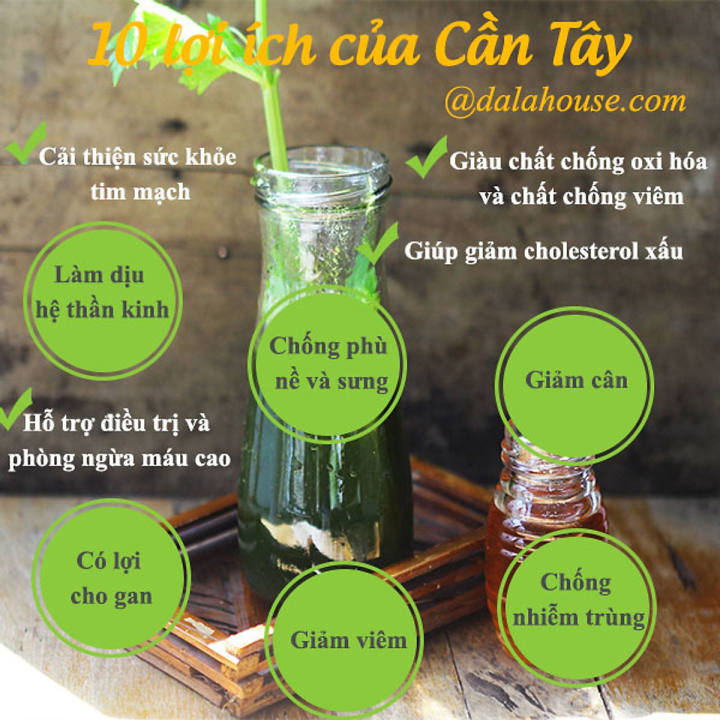 10 lợi ích của Cần Tây
@dalahouse.com
Cải thiện sức khỏe
tim mạch
Giàu chất chống oxi hóa
và chất chống viêm
Giúp giảm cholesterol xấu
Làm dịu
hệ thần kinh
Chống phù
nề và sưng
Giảm cân
Hỗ trợ điều trị và
phòng ngừa máu cao
Có lợi
cho gan
Giảm viêm
Chống
nhiễm trùng